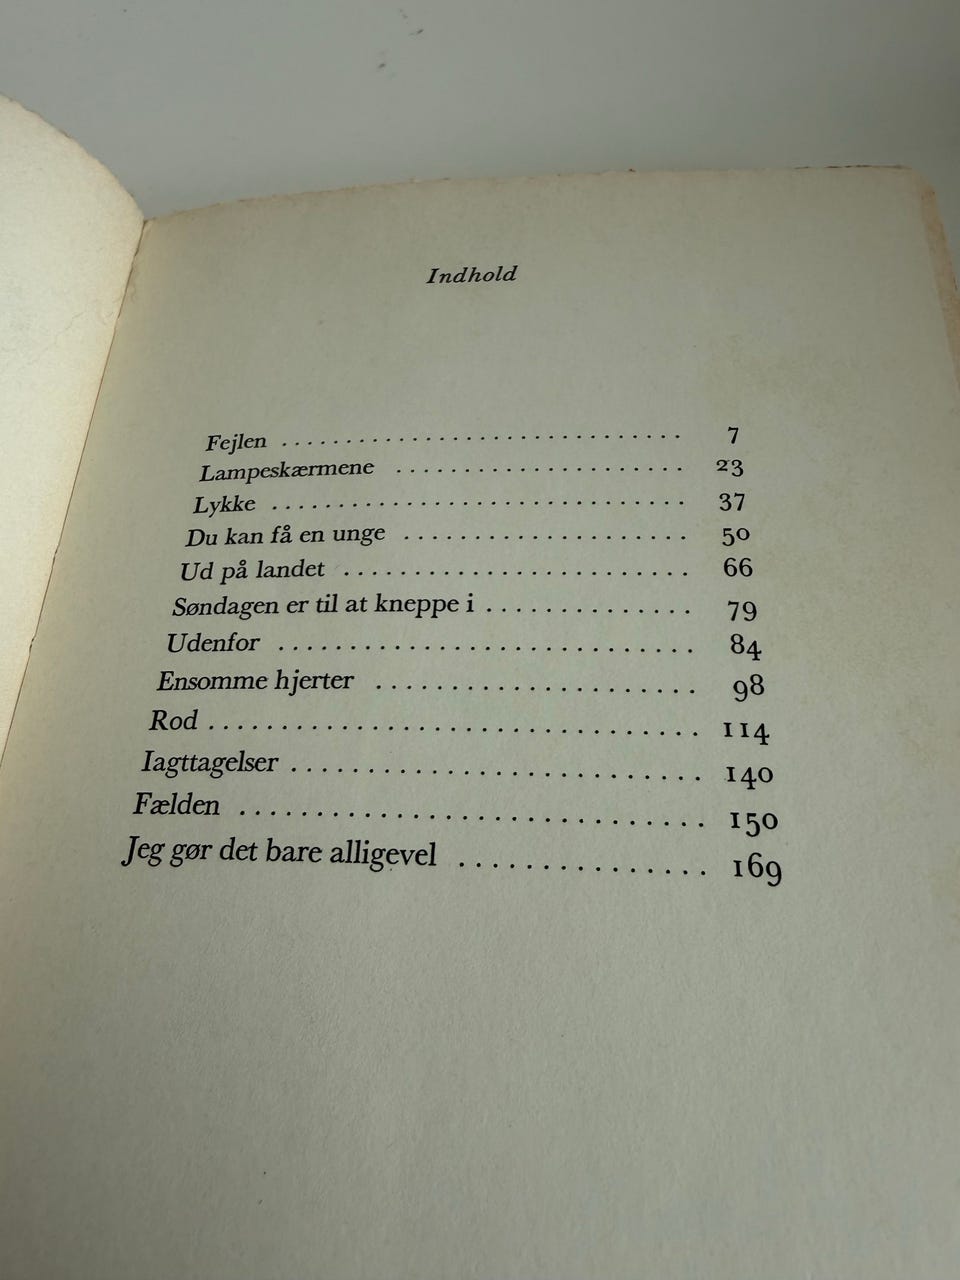 Indhold
Fejlen . . . . . . . . . . . . . . . . . . . . . . . . . . . . . . . 7
Lampeskærmene . . . . . . . . . . . . . . . . . . . . . . 23
Lykke . . . . . . . . . . . . . . . . . . . . . . . . . . . . . . . 37
Du kan få en unge . . . . . . . . . . . . . . . . . . . . . 50
Ud på landet . . . . . . . . . . . . . . . . . . . . . . . . . 66
Søndagen er til at kneppe i . . . . . . . . . . . . . . 79
Udenfor . . . . . . . . . . . . . . . . . . . . . . . . . . . . . 84
Ensomme hjerter . . . . . . . . . . . . . . . . . . . . . . 98
Rod . . . . . . . . . . . . . . . . . . . . . . . . . . . . . . . . 114
Iagttagelser . . . . . . . . . . . . . . . . . . . . . . . . . . 140
Fælden . . . . . . . . . . . . . . . . . . . . . . . . . . . . . 150
Jeg gør det bare alligevel . . . . . . . . . . . . . . . 169